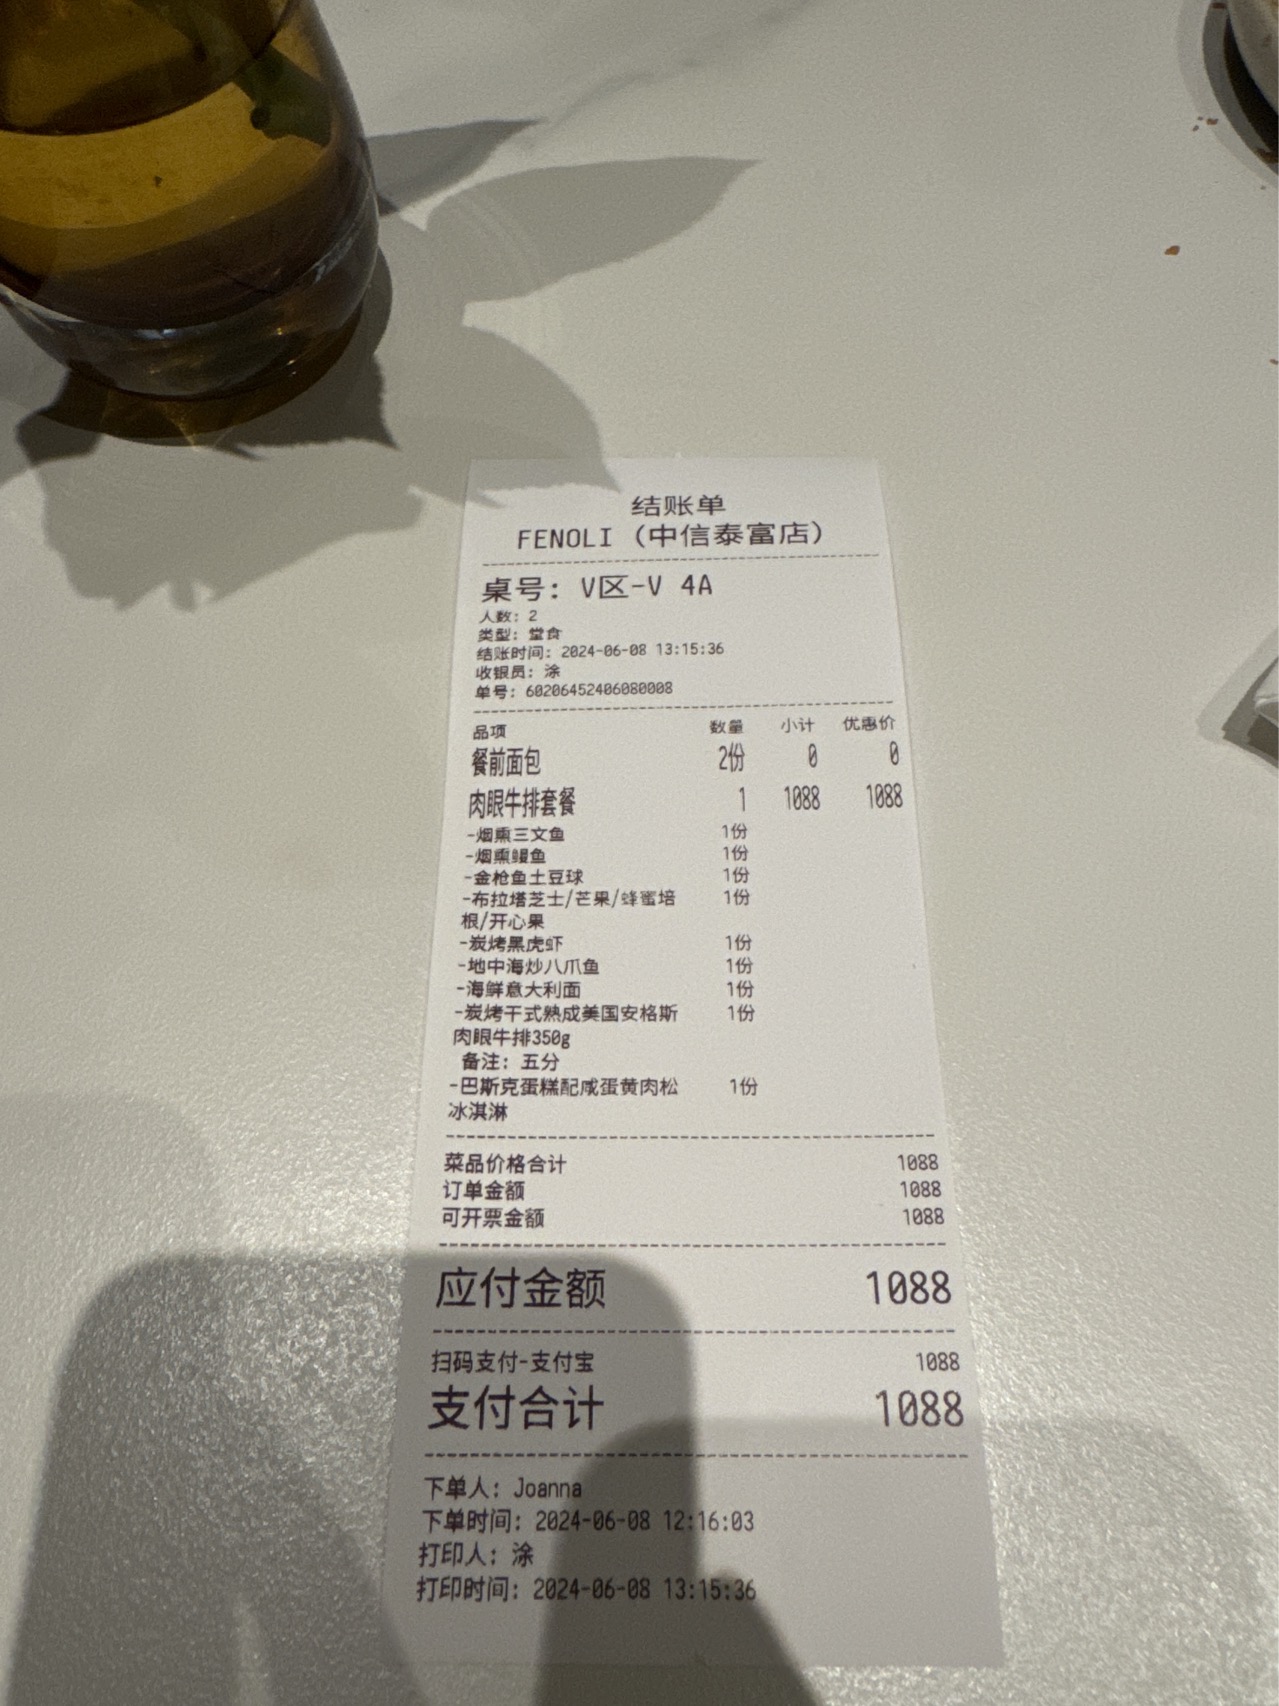 结账单
FENOLI（中信泰富店）
桌号: V区-V 4A
人数: 2
类型: 堂食
结账时间: 2024-06-08 13:15:36
收银员: 涂
单号: 60206452406080008
品项 数量 小计 优惠价
餐前面包 2份 0 0
肉眼牛排套餐 1 1088 1088
-烟熏三文鱼 1份
-烟熏鳗鱼 1份
-金枪鱼土豆球 1份
-布拉塔芝士/芒果/蜂蜜培 1份
根/开心果
-炭烤黑虎虾 1份
-地中海炒八爪鱼 1份
-海鲜意大利面 1份
-炭烤干式熟成美国安格斯 1份
肉眼牛排350g
备注: 五分
-巴斯克蛋糕配咸蛋黄肉松 1份
冰淇淋
菜品价格合计 1088
订单金额 1088
可开票金额 1088
应付金额 1088
扫码支付-支付宝 1088
支付合计 1088
下单人: Joanna
下单时间: 2024-06-08 12:16:03
打印人: 涂
打印时间: 2024-06-08 13:15:36